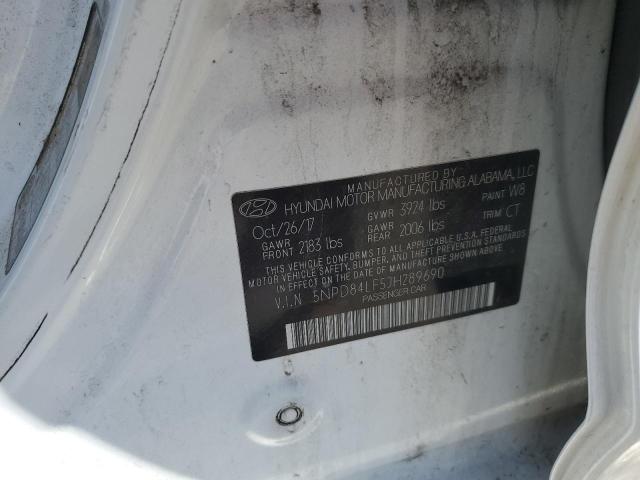 MANUFACTURED BY
HYUNDAI MOTOR MANUFACTURING ALABAMA, LLC
Oct/26/17 GVWR 3924 lbs PAINT W8
GAWR FRONT 2183 lbs GAWR REAR 2006 lbs TRIM CT
THIS VEHICLE CONFORMS TO ALL APPLICABLE U.S.A. FEDERAL
MOTOR VEHICLE SAFETY, BUMPER, AND THEFT PREVENTION STANDARDS
IN EFFECT ON THE DATE OF MANUFACTURE SHOWN ABOVE.
V.I.N 5NPD84LF5JH289690
PASSENGER CAR